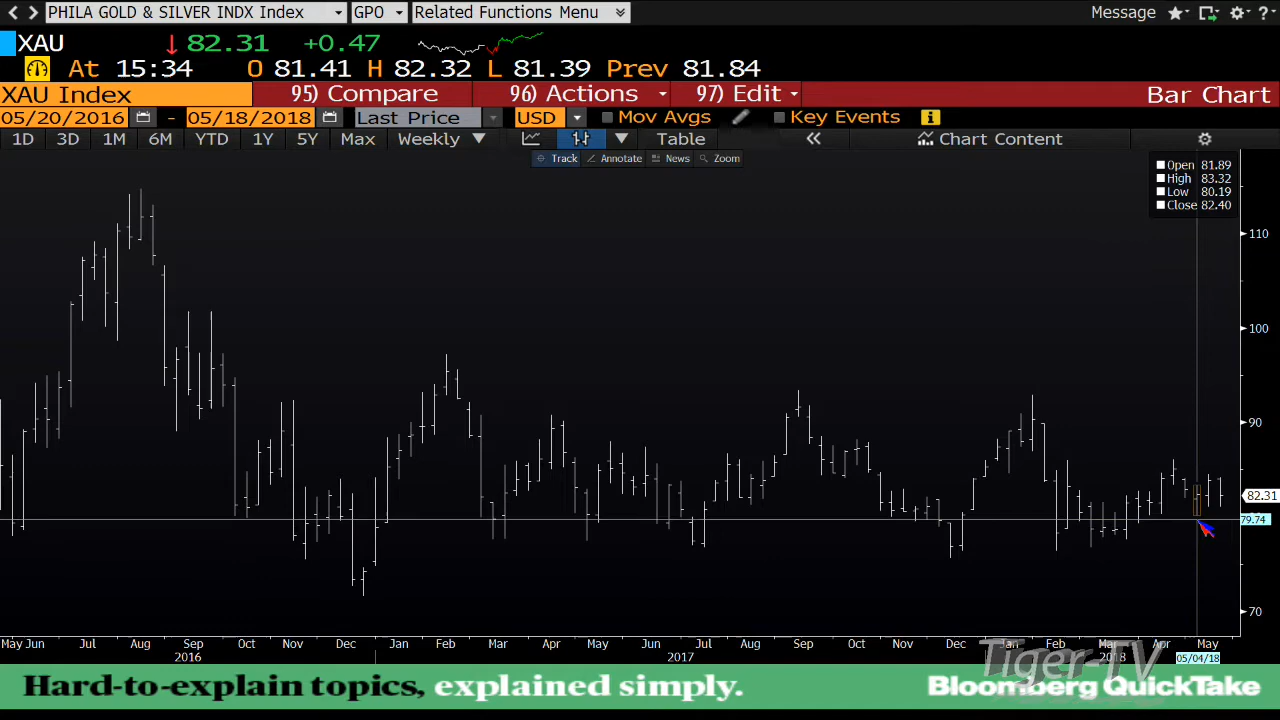 PHILA GOLD & SILVER INDX Index GPO Related Functions Menu Message
XAU 82.31 +0.47
At 15:34 O 81.41 H 82.32 L 81.39 Prev 81.84
XAU Index 95) Compare 96) Actions 97) Edit Bar Chart
05/20/2016 - 05/18/2018 Last Price USD Mov Avgs Key Events
1D 3D 1M 6M YTD 1Y 5Y Max Weekly Table Chart Content
Track Annotate News Zoom
Open 81.89
High 83.32
Low 80.19
Close 82.40
110
100
90
82.31
79.74
70
May Jun Jul Aug Sep Oct Nov Dec Jan Feb Mar Apr May Jun Jul Aug Sep Oct Nov Dec Jan Feb Mar Apr May
2016 2017 2018 05/04/18
Tiger-TV
Hard-to-explain topics, explained simply. Bloomberg QuickTake